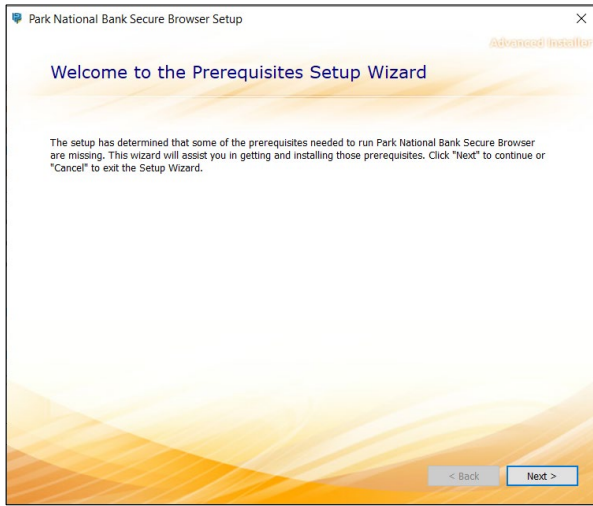 Park National Bank Secure Browser Setup
Advanced Installer
Welcome to the Prerequisites Setup Wizard
The setup has determined that some of the prerequisites needed to run Park National Bank Secure Browser
are missing. This wizard will assist you in getting and installing those prerequisites. Click "Next" to continue or
"Cancel" to exit the Setup Wizard.
< Back
Next >